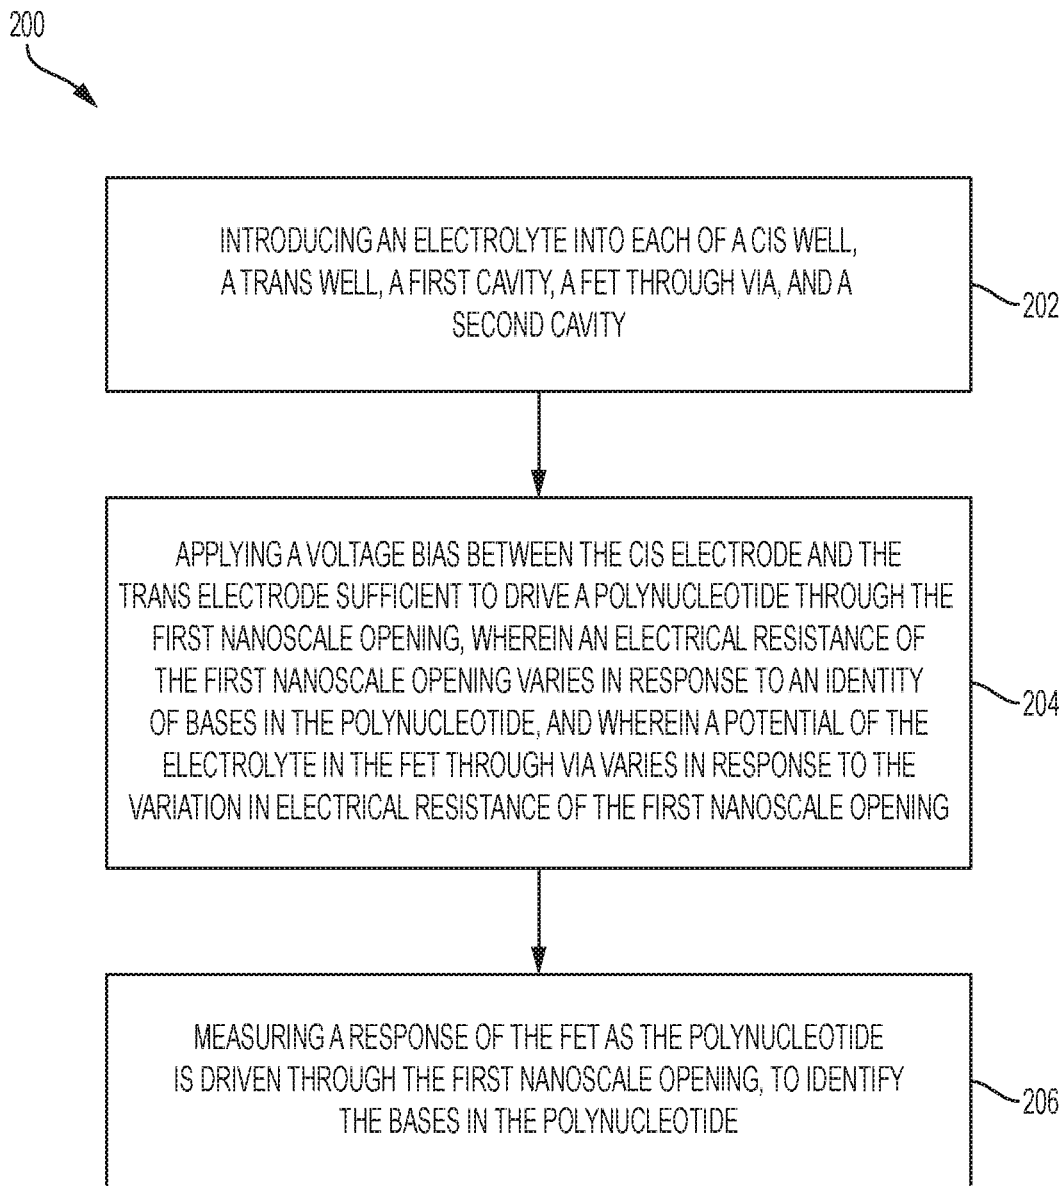 200
INTRODUCING AN ELECTROLYTE INTO EACH OF A CIS WELL,
A TRANS WELL, A FIRST CAVITY, A FET THROUGH VIA, AND A
SECOND CAVITY
202
APPLYING A VOLTAGE BIAS BETWEEN THE CIS ELECTRODE AND THE
TRANS ELECTRODE SUFFICIENT TO DRIVE A POLYNUCLEOTIDE THROUGH THE
FIRST NANOSCALE OPENING, WHEREIN AN ELECTRICAL RESISTANCE OF
THE FIRST NANOSCALE OPENING VARIES IN RESPONSE TO AN IDENTITY
OF BASES IN THE POLYNUCLEOTIDE, AND WHEREIN A POTENTIAL OF THE
ELECTROLYTE IN THE FET THROUGH VIA VARIES IN RESPONSE TO THE
VARIATION IN ELECTRICAL RESISTANCE OF THE FIRST NANOSCALE OPENING
204
MEASURING A RESPONSE OF THE FET AS THE POLYNUCLEOTIDE
IS DRIVEN THROUGH THE FIRST NANOSCALE OPENING, TO IDENTIFY
THE BASES IN THE POLYNUCLEOTIDE
206